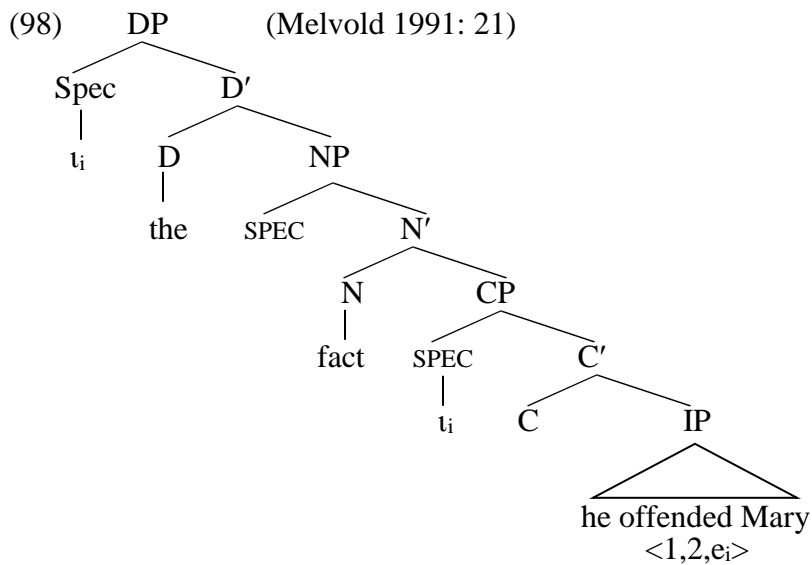 (98) DP (Melvold 1991: 21)
Spec D′
ιᵢ D NP
the SPEC N′
N CP
fact SPEC C′
ιᵢ C IP
he offended Mary
<1,2,eᵢ>